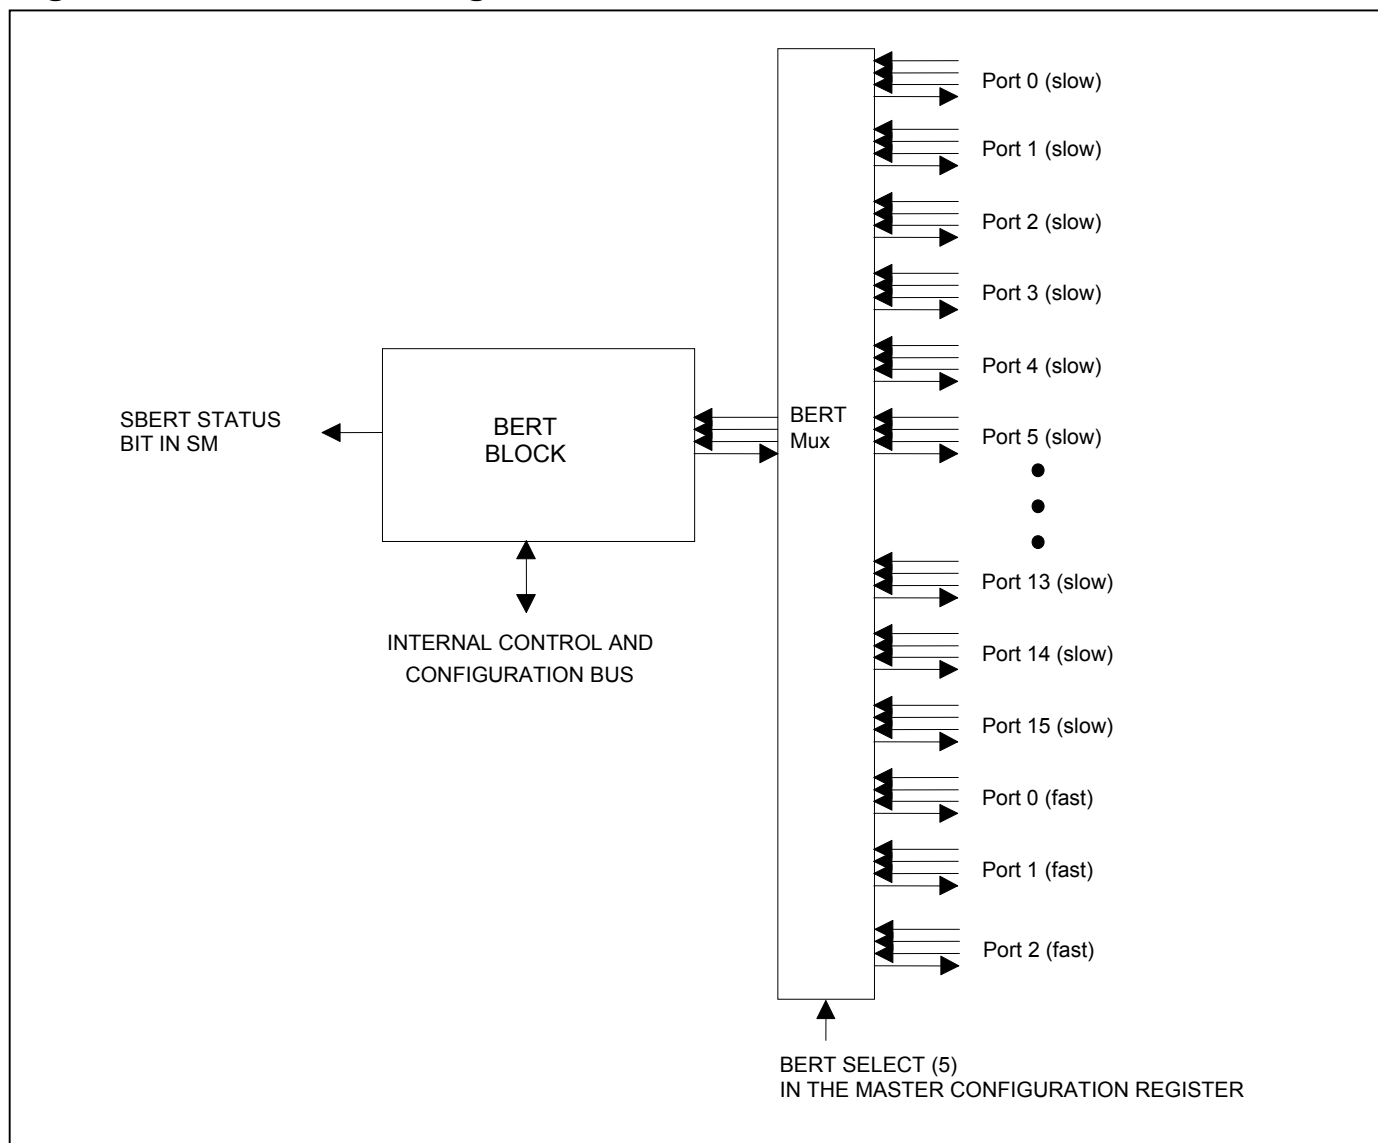 Port 0 (slow)
Port 1 (slow)
Port 2 (slow)
Port 3 (slow)
Port 4 (slow)
SBERT STATUS
BIT IN SM
BERT
BLOCK
BERT
Mux
Port 5 (slow)
Port 13 (slow)
INTERNAL CONTROL AND
CONFIGURATION BUS
Port 14 (slow)
Port 15 (slow)
Port 0 (fast)
Port 1 (fast)
Port 2 (fast)
BERT SELECT (5)
IN THE MASTER CONFIGURATION REGISTER